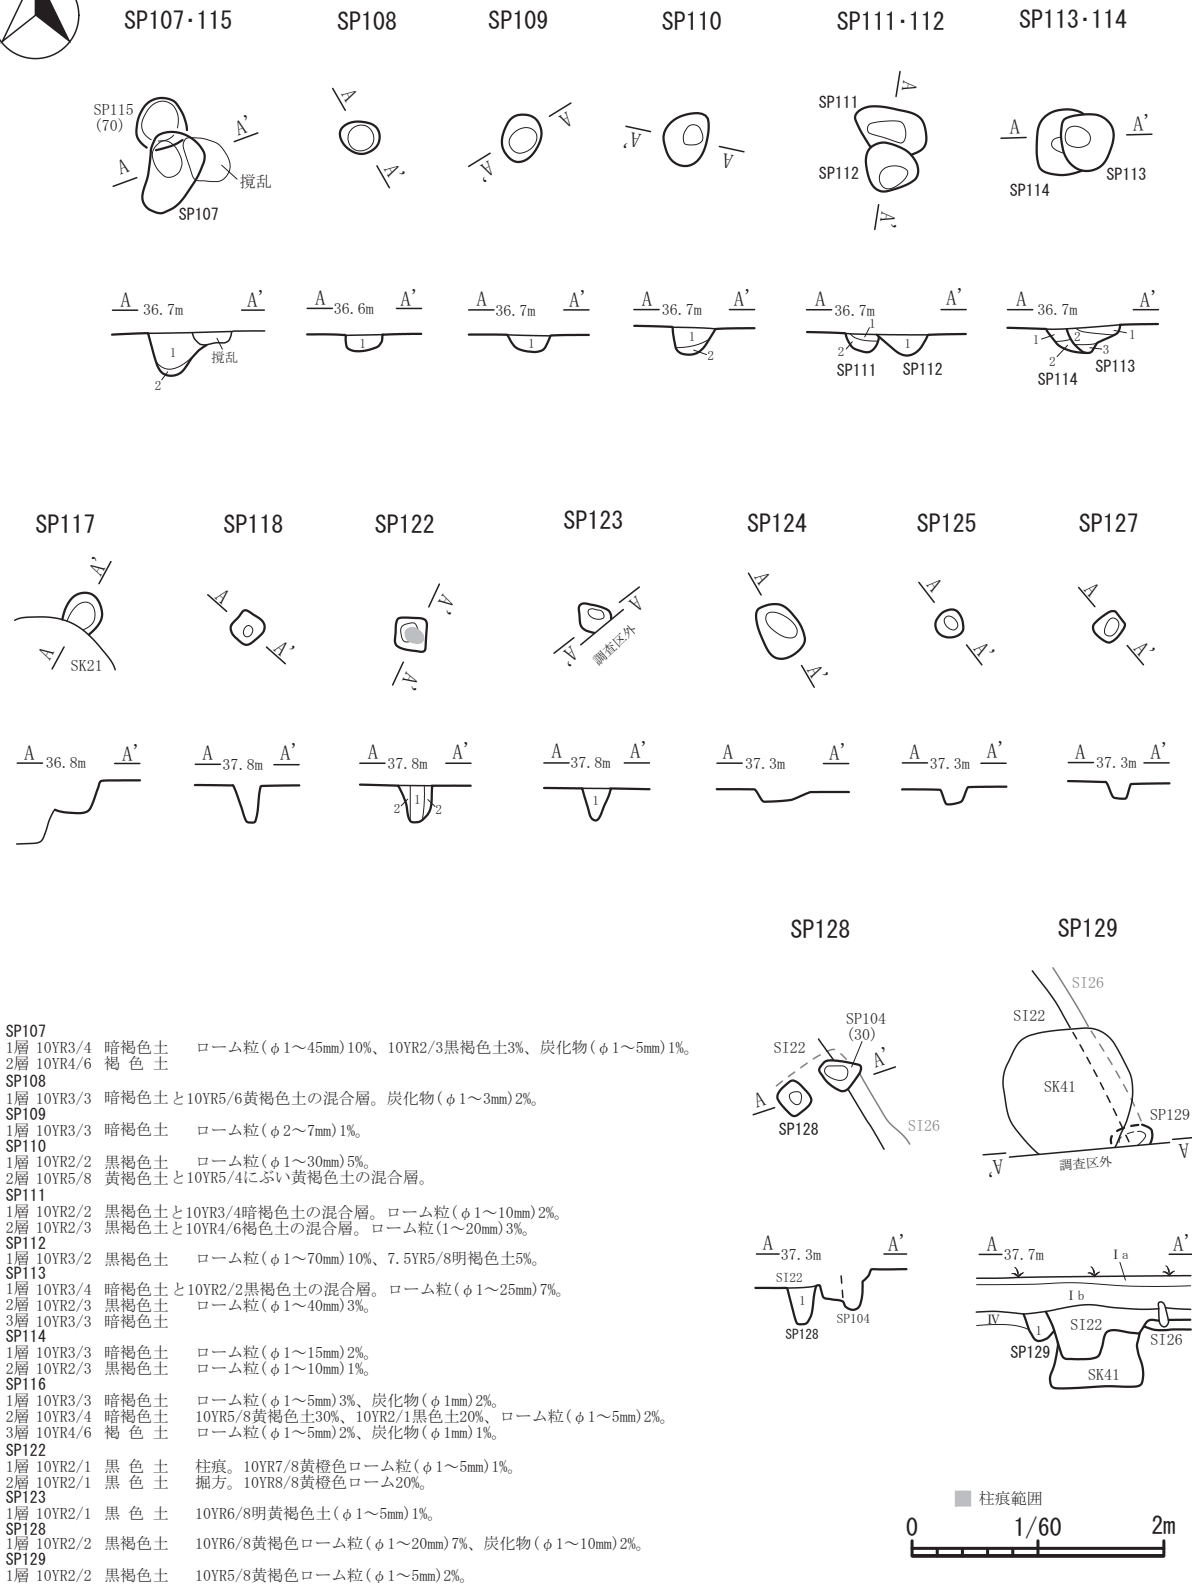 SP107・115
SP108
SP109
SP110
SP111・112
SP113・114
SP115
(70)
A
A'
撹乱
SP107
A
A'
A
A'
A
A'
SP111
SP112
A
A'
A
A'
SP114
SP113
A 36.7m A'
1
2
撹乱
A 36.6m A'
1
A 36.7m A'
1
A 36.7m A'
1
2
A 36.7m A'
1
2
1
SP111
SP112
A 36.7m A'
1
2
1
2
3
SP114
SP113
SP117
SP118
SP122
SP123
SP124
SP125
SP127
A'
A
SK21
A
A'
A'
A'
A
A'
調査区外
A
A'
A
A'
A
A'
A 36.8m A'
A 37.8m A'
A 37.8m A'
2
1
2
A 37.8m A'
1
A 37.3m A'
A 37.3m A'
A 37.3m A'
SP128
SP129
SP104
(30)
SI22
A'
A
SP128
SI26
SI26
SI22
SK41
SP129
A'
調査区外
A
A 37.3m A'
SI22
1
SP104
SP128
A 37.7m A'
Ⅰa
Ⅰb
Ⅳ
1
SI22
SP129
SI26
SK41
SP107
1層 10YR3/4 暗褐色土 ローム粒(φ1～45mm)10%、10YR2/3黒褐色土3%、炭化物(φ1～5mm)1%。
2層 10YR4/6 褐 色 土
SP108
1層 10YR3/3 暗褐色土と10YR5/6黄褐色土の混合層。炭化物(φ1～3mm)2%。
SP109
1層 10YR3/3 暗褐色土 ローム粒(φ2～7mm)1%。
SP110
1層 10YR2/2 黒褐色土 ローム粒(φ1～30mm)5%。
2層 10YR5/8 黄褐色土と10YR5/4にぶい黄褐色土の混合層。
SP111
1層 10YR2/2 黒褐色土と10YR3/4暗褐色土の混合層。ローム粒(φ1～10mm)2%。
2層 10YR2/3 黒褐色土と10YR4/6褐色土の混合層。ローム粒(1～20mm)3%。
SP112
1層 10YR3/2 黒褐色土 ローム粒(φ1～70mm)10%、7.5YR5/8明褐色土5%。
SP113
1層 10YR3/4 暗褐色土と10YR2/2黒褐色土の混合層。ローム粒(φ1～25mm)7%。
2層 10YR2/3 黒褐色土 ローム粒(φ1～40mm)3%。
3層 10YR3/3 暗褐色土
SP114
1層 10YR3/3 暗褐色土 ローム粒(φ1～15mm)2%。
2層 10YR2/3 黒褐色土 ローム粒(φ1～10mm)1%。
SP116
1層 10YR3/3 暗褐色土 ローム粒(φ1～5mm)3%、炭化物(φ1mm)2%。
2層 10YR3/4 暗褐色土 10YR5/8黄褐色土30%、10YR2/1黒色土20%、ローム粒(φ1～5mm)2%。
3層 10YR4/6 褐 色 土 ローム粒(φ1～5mm)2%、炭化物(φ1mm)1%。
SP122
1層 10YR2/1 黒 色 土 柱痕。10YR7/8黄橙色ローム粒(φ1～5mm)1%。
2層 10YR2/1 黒 色 土 掘方。10YR8/8黄橙色ローム20%。
SP123
1層 10YR2/1 黒 色 土 10YR6/8明黄褐色土(φ1～5mm)1%。
SP128
1層 10YR2/2 黒褐色土 10YR6/8黄褐色ローム粒(φ1～20mm)7%、炭化物(φ1～10mm)2%。
SP129
1層 10YR2/2 黒褐色土 10YR5/8黄褐色ローム粒(φ1～5mm)2%。
柱痕範囲
0 1/60 2m